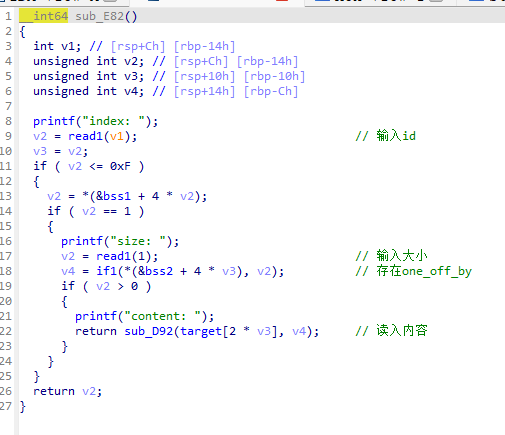 1 __int64 sub_E82()
2 {
3 int v1; // [rsp+Ch] [rbp-14h]
4 unsigned int v2; // [rsp+Ch] [rbp-14h]
5 unsigned int v3; // [rsp+10h] [rbp-10h]
6 unsigned int v4; // [rsp+14h] [rbp-Ch]
7
8 printf("index: ");
9 v2 = read1(v1); // 输入id
10 v3 = v2;
11 if ( v2 <= 0xF )
12 {
13 v2 = *(&bss1 + 4 * v2);
14 if ( v2 == 1 )
15 {
16 printf("size: ");
17 v2 = read1(1); // 输入大小
18 v4 = if1(*(&bss2 + 4 * v3), v2); // 存在one_off_by
19 if ( v2 > 0 )
20 {
21 printf("content: ");
22 return sub_D92(target[2 * v3], v4); // 读入内容
23 }
24 }
25 }
26 return v2;
27 }